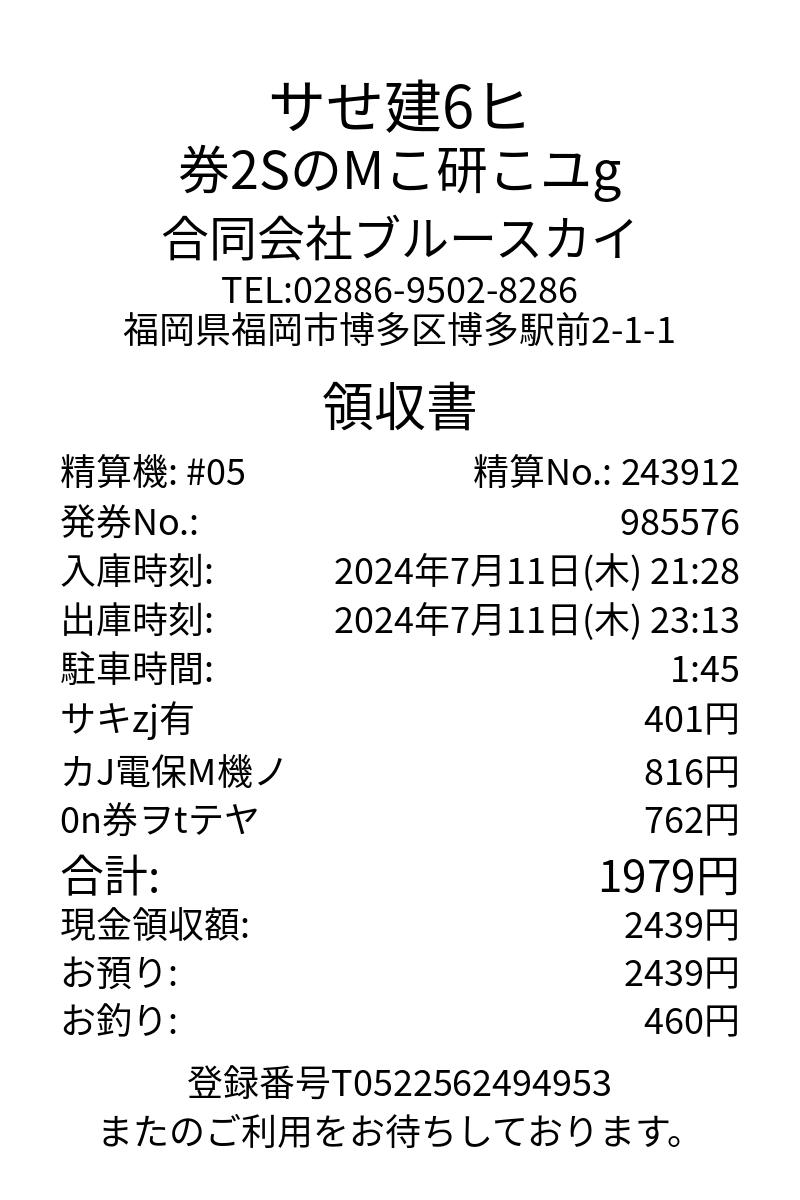 サせ建6ヒ
券2SのMこ研こユg
合同会社ブルースカイ
TEL:02886-9502-8286
福岡県福岡市博多区博多駅前2-1-1
領収書
精算機: #05 精算No.: 243912
発券No.: 985576
入庫時刻: 2024年7月11日(木) 21:28
出庫時刻: 2024年7月11日(木) 23:13
駐車時間: 1:45
サキzj有 401円
カJ電保M機ノ 816円
0n券ヲtテヤ 762円
合計: 1979円
現金領収額: 2439円
お預り: 2439円
お釣り: 460円
登録番号T0522562494953
またのご利用をお待ちしております。